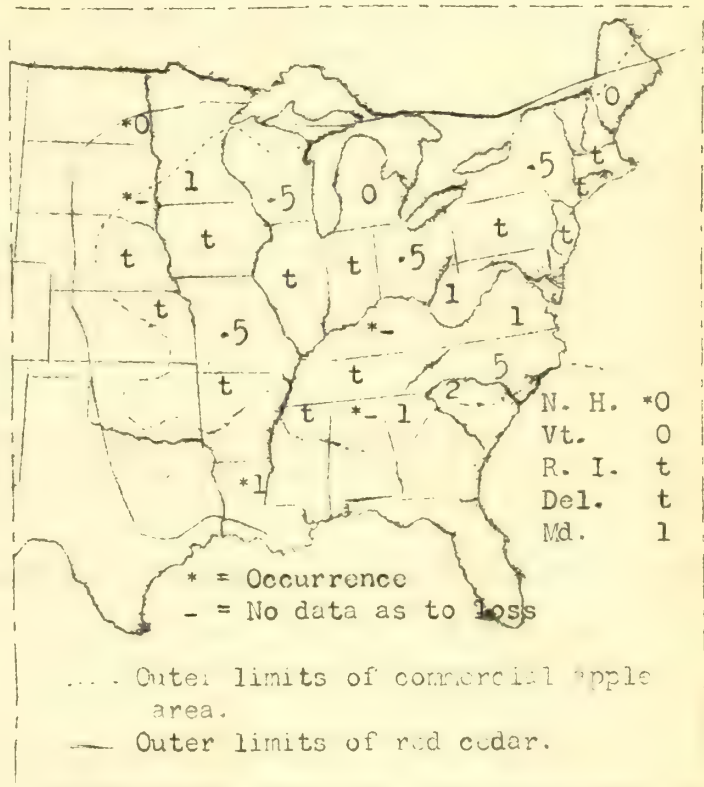 0
*0
.5
t
1
.5
0
*-
t
t
t
t
t
t
.5
t
1
1
.5
*-
t
5
t
2
t
*- 1
N. H. *0
Vt. 0
R. I. t
Del. t
Md. 1
*1
* = Occurrence
- = No data as to loss
.... Outer limits of commercial apple
area.
— Outer limits of red cedar.